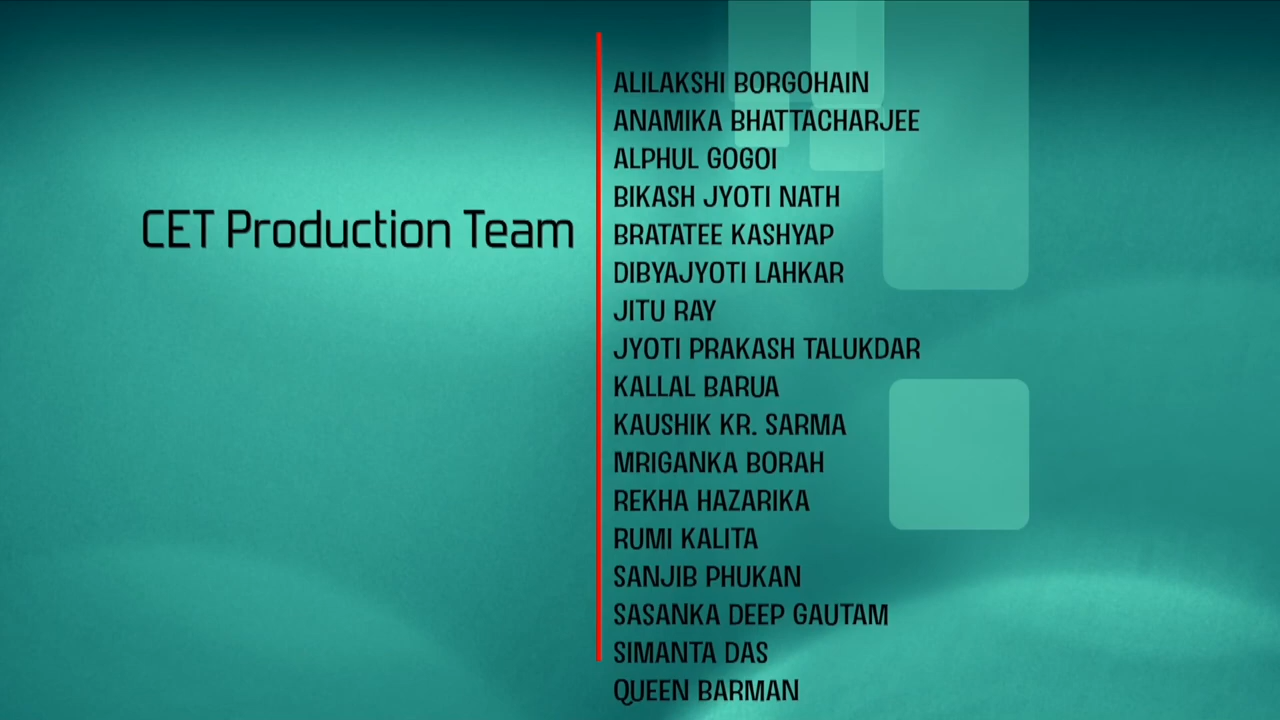 CET Production Team
ALILAKSHI BORGOHAIN
ANAMIKA BHATTACHARJEE
ALPHUL GOGOI
BIKASH JYOTI NATH
BRATATEE KASHYAP
DIBYAJYOTI LAHKAR
JITU RAY
JYOTI PRAKASH TALUKDAR
KALLAL BARUA
KAUSHIK KR. SARMA
MRIGANKA BORAH
REKHA HAZARIKA
RUMI KALITA
SANJIB PHUKAN
SASANKA DEEP GAUTAM
SIMANTA DAS
QUEEN BARMAN